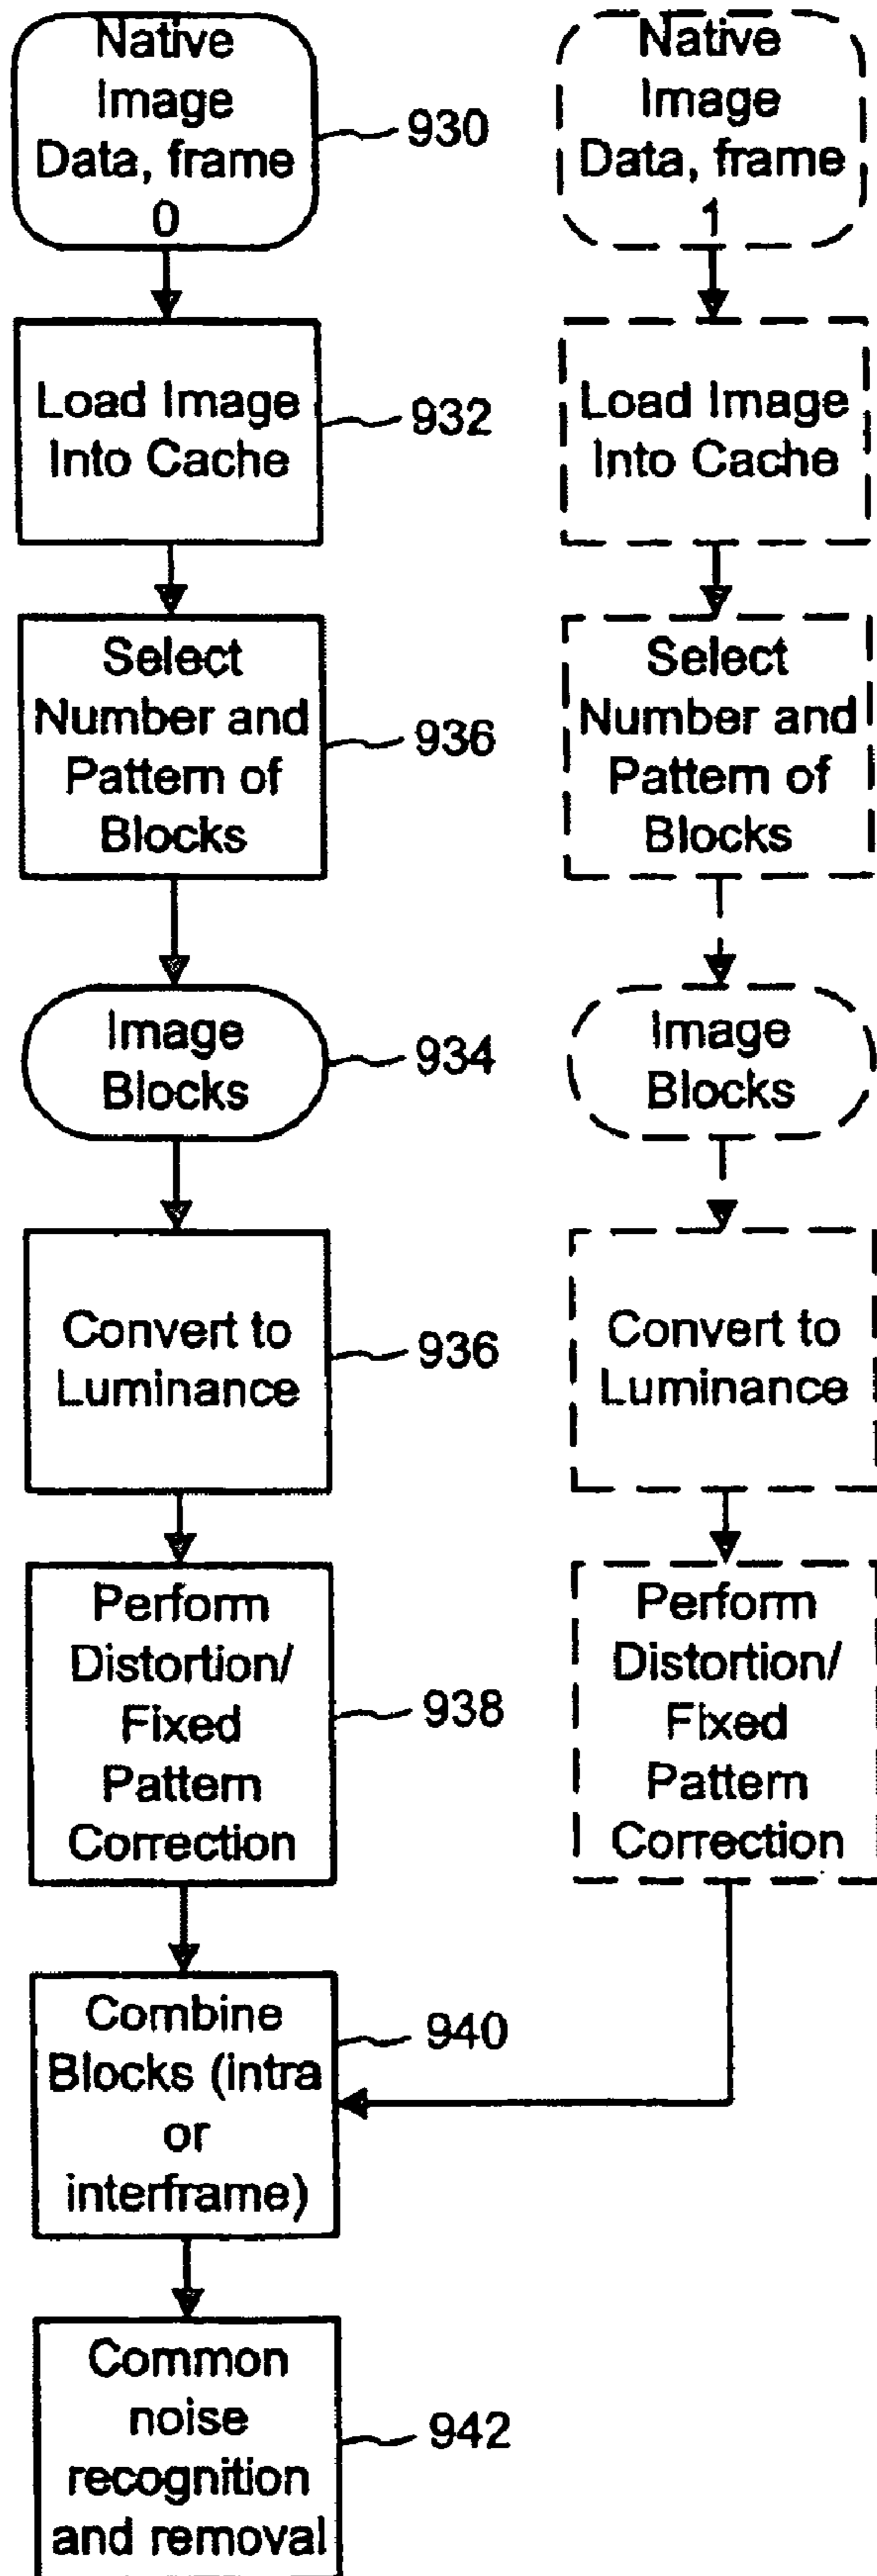 Native
Image
Data, frame
0
930
Load Image
Into Cache
932
Select
Number and
Pattern of
Blocks
936
Image
Blocks
934
Convert to
Luminance
936
Perform
Distortion/
Fixed
Pattern
Correction
938
Combine
Blocks (intra
or
interframe)
940
Common
noise
recognition
and removal
942
Native
Image
Data, frame
1
Load Image
Into Cache
Select
Number and
Pattern of
Blocks
Image
Blocks
Convert to
Luminance
Perform
Distortion/
Fixed
Pattern
Correction